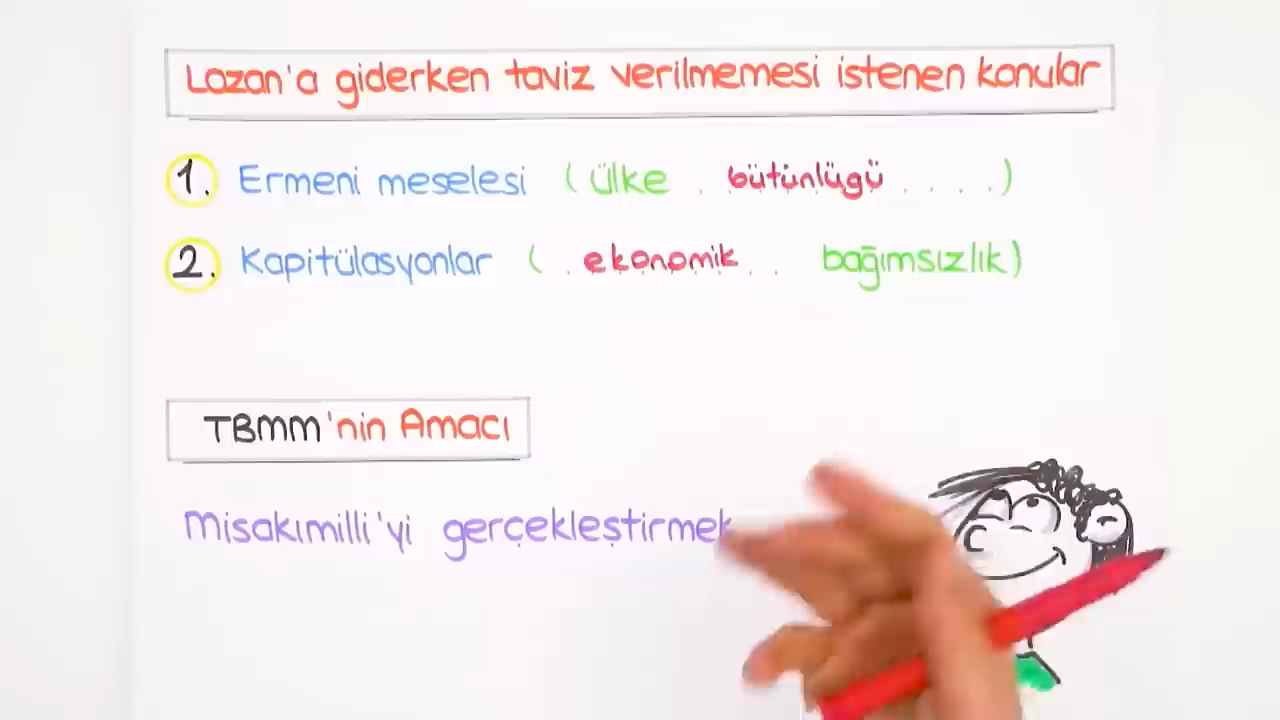 Lozan'a giderken taviz verilmemesi istenen konular
1. Ermeni meselesi (ülke . bütünlüğü . . . .)
2. Kapitülasyonlar ( . ekonomik . . bağımsızlık)
TBMM'nin Amacı
Misakımilli'yi gerçekleştirmek